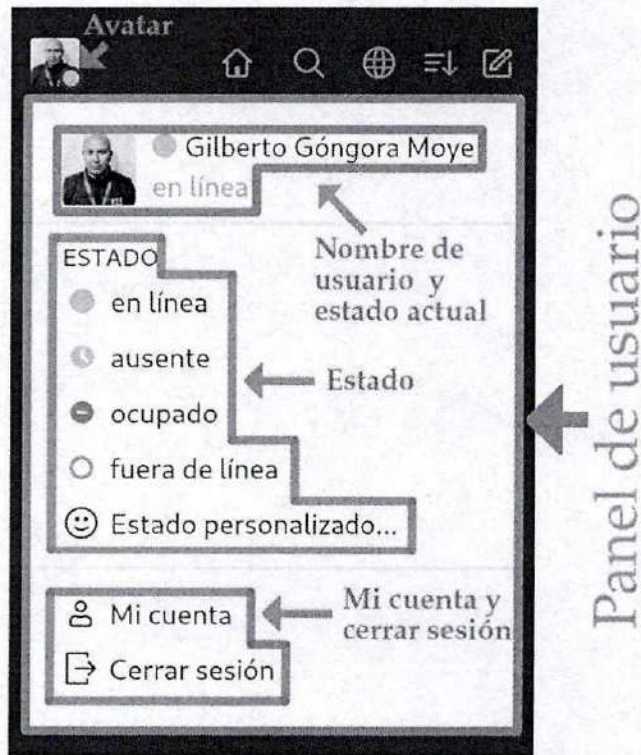 Avatar
Gilberto Góngora Moye
en línea
Nombre de
usuario y
estado actual
ESTADO
en línea
ausente
ocupado
fuera de línea
Estado personalizado...
Estado
Mi cuenta
Cerrar sesión
Mi cuenta y
cerrar sesión
Panel de usuario